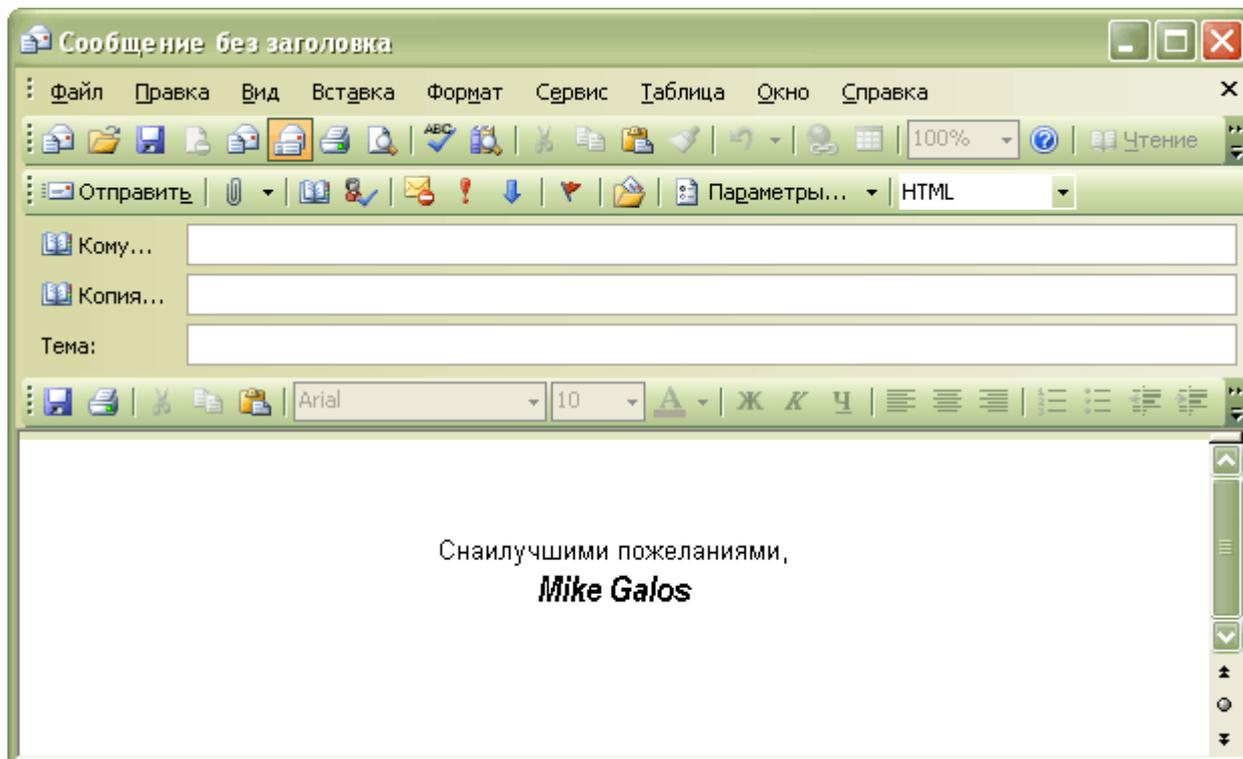 Сообщение без заголовка
Файл Правка Вид Вставка Формат Сервис Таблица Окно Справка
ABC 100% Чтение
Отправить Параметры... HTML
Кому...
Копия...
Тема:
Arial 10 A Ж К Ч
Снаилучшими пожеланиями,
Mike Galos